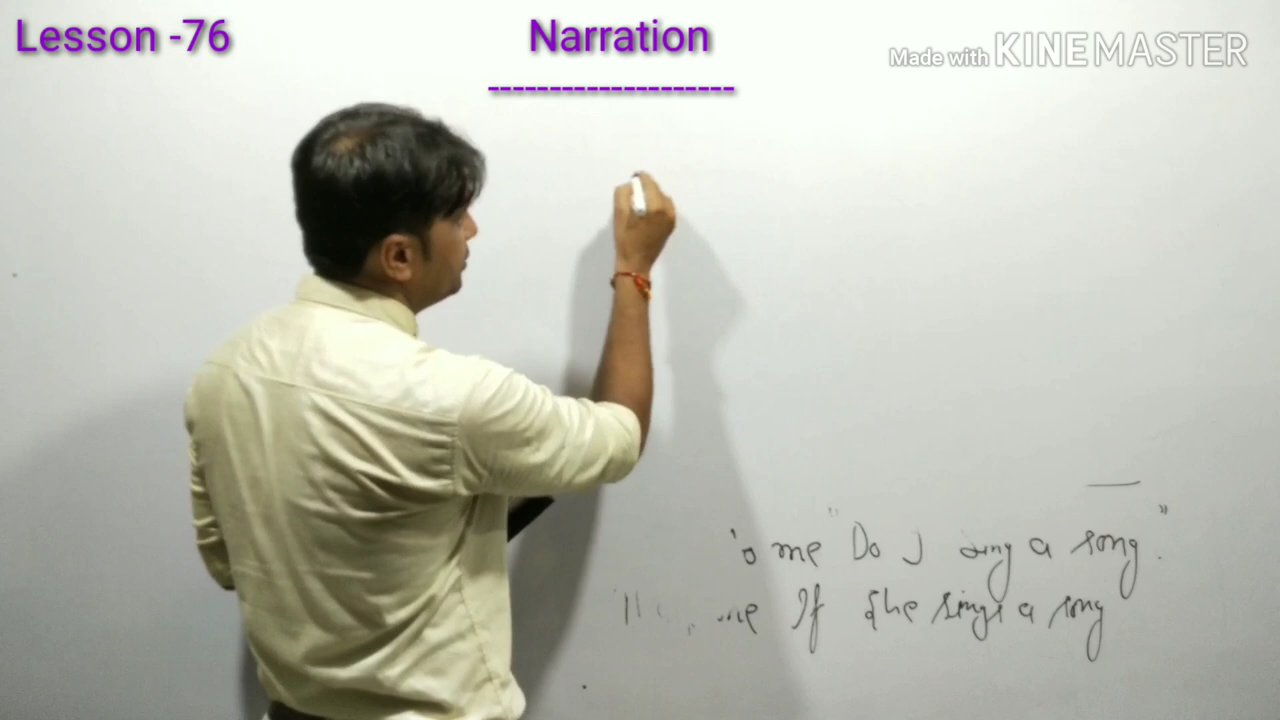 Lesson -76
Narration
--------------------
Made with KINEMASTER
me "Do I sing a song."
me If she sings a song